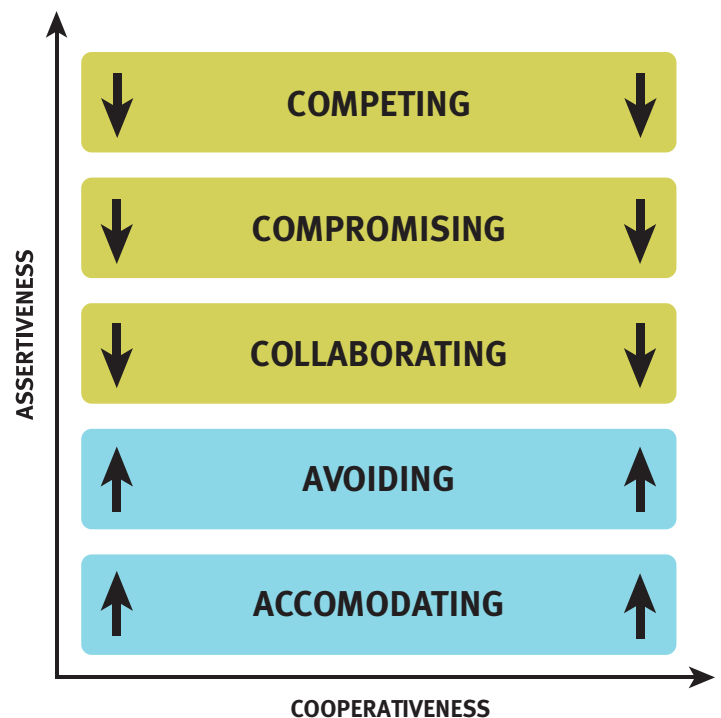 COMPETING
COMPROMISING
COLLABORATING
AVOIDING
ACCOMODATING
ASSERTIVENESS
COOPERATIVENESS